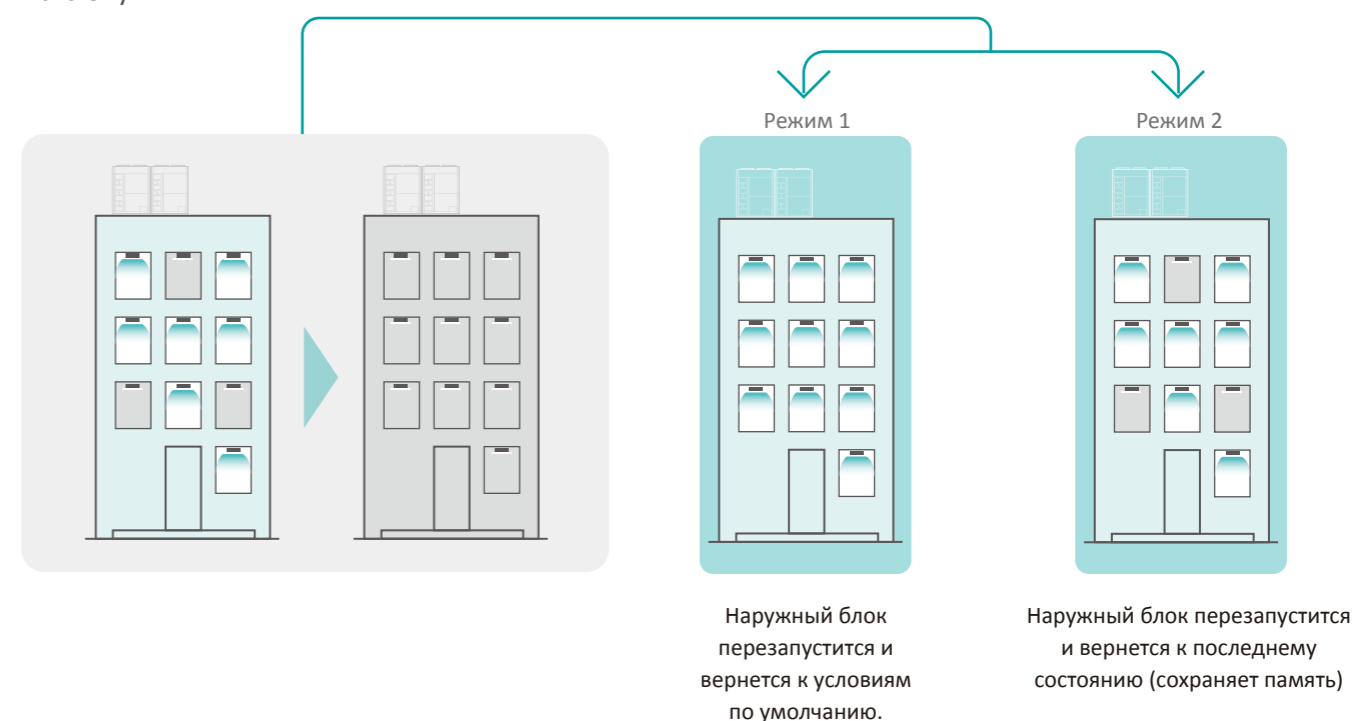 Режим 1
Режим 2
Наружный блок
перезапустится и
вернется к условиям
по умолчанию.
Наружный блок перезапустится
и вернется к последнему
состоянию (сохраняет память)